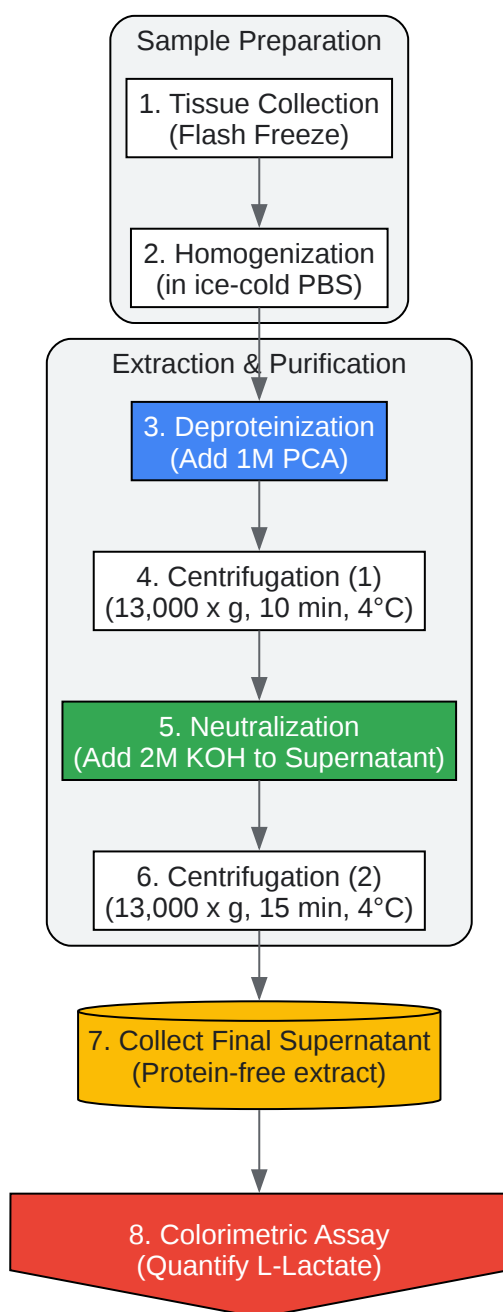 Sample Preparation
1. Tissue Collection
(Flash Freeze)
2. Homogenization
(in ice-cold PBS)
Extraction & Purification
3. Deproteinization
(Add 1M PCA)
4. Centrifugation (1)
(13,000 x g, 10 min, 4°C)
5. Neutralization
(Add 2M KOH to Supernatant)
6. Centrifugation (2)
(13,000 x g, 15 min, 4°C)
7. Collect Final Supernatant
(Protein-free extract)
8. Colorimetric Assay
(Quantify L-Lactate)